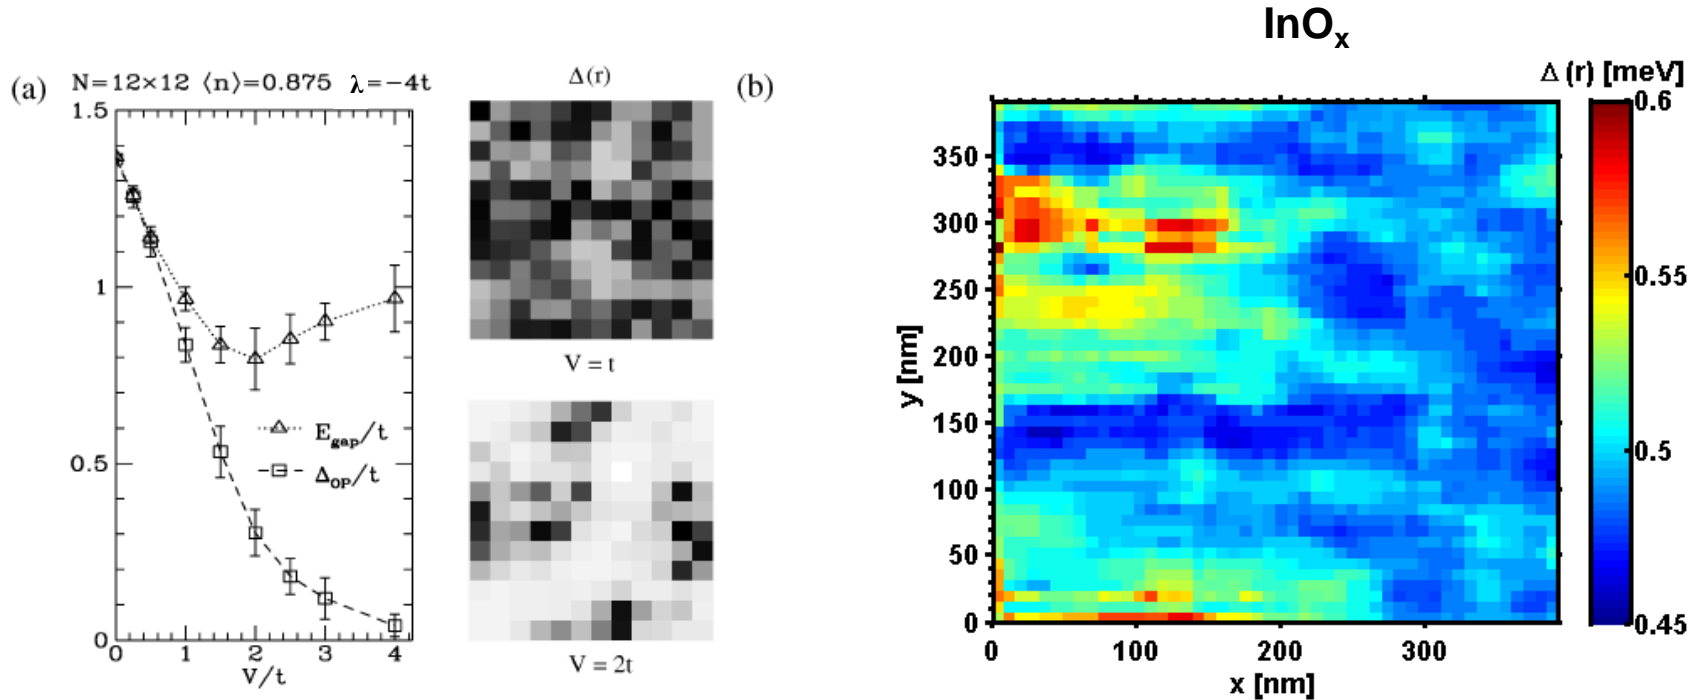 InOₓ
(a) N=12×12 ⟨n⟩=0.875 λ=−4t
1.5
1
0.5
0
0 1 2 3 4
V/t
E_gap/t
Δ_OP/t
Δ(r)
V = t
V = 2t
(b)
Δ (r) [meV]
0.6
0.55
0.5
0.45
350
300
250
200
150
100
50
0
y [nm]
0 100 200 300
x [nm]